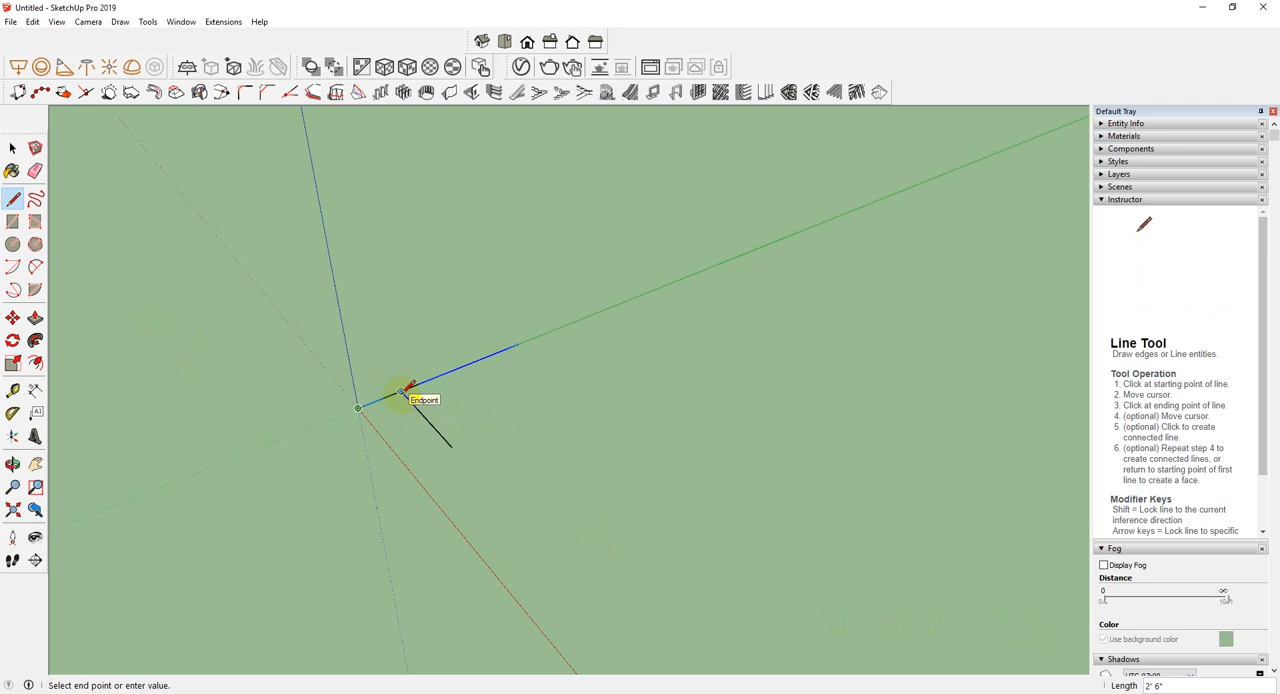 Untitled - SketchUp Pro 2019
File Edit View Camera Draw Tools Window Extensions Help
Default Tray
Entity Info
Materials
Components
Styles
Layers
Scenes
Instructor
Line Tool
Draw edges or Line entities.
Tool Operation
1. Click at starting point of line.
2. Move cursor.
3. Click at ending point of line.
4. (optional) Move cursor.
5. (optional) Click to create
connected line.
6. (optional) Repeat step 4 to
create connected lines, or
return to starting point of first
line to create a face.
Modifier Keys
Shift = Lock line to the current
inference direction
Arrow keys = Lock line to specific
Endpoint
Fog
Display Fog
Distance
0 ∞
Color
Use background color
Shadows
Select end point or enter value.
Length 2' 6"